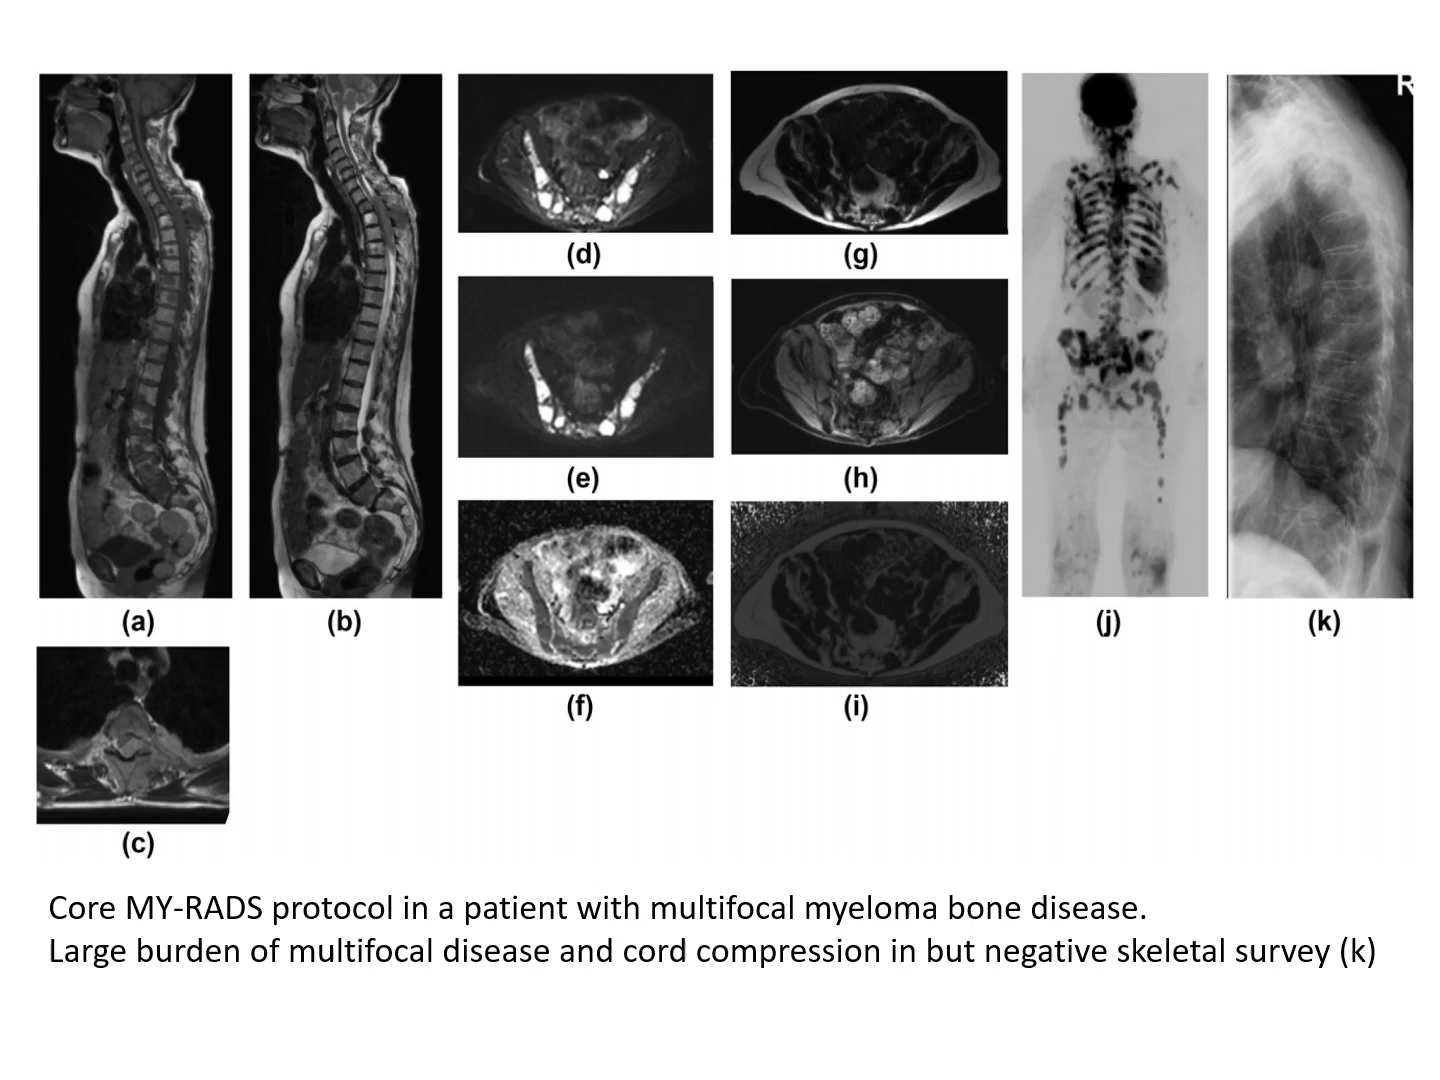 R
(a)
(b)
(c)
(d)
(e)
(f)
(g)
(h)
(i)
(j)
(k)
Core MY-RADS protocol in a patient with multifocal myeloma bone disease.
Large burden of multifocal disease and cord compression in but negative skeletal survey (k)